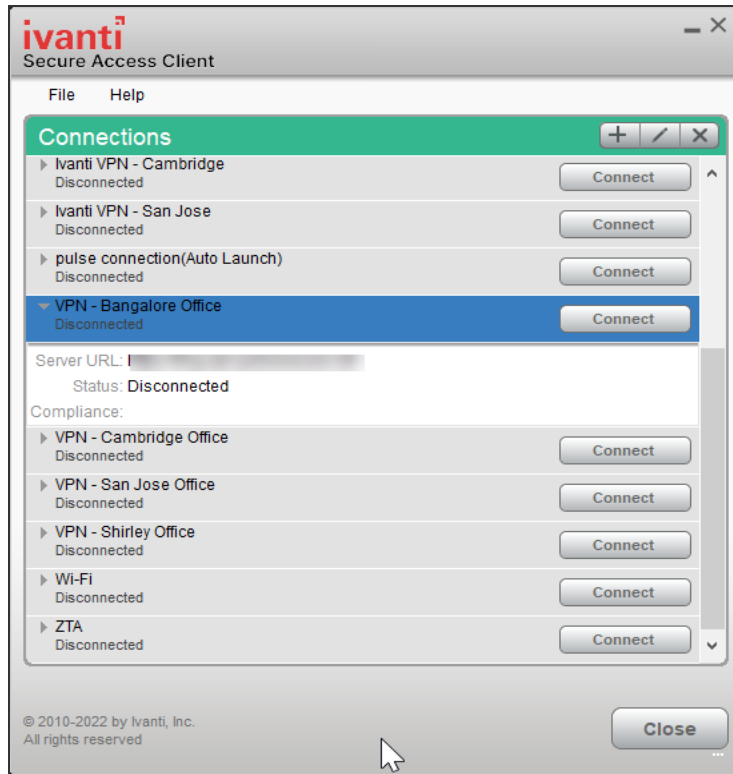 ivanti
Secure Access Client
File Help
Connections
Ivanti VPN - Cambridge
Disconnected
Connect
Ivanti VPN - San Jose
Disconnected
Connect
pulse connection(Auto Launch)
Disconnected
Connect
VPN - Bangalore Office
Disconnected
Connect
Server URL:
Status: Disconnected
Compliance:
VPN - Cambridge Office
Disconnected
Connect
VPN - San Jose Office
Disconnected
Connect
VPN - Shirley Office
Disconnected
Connect
Wi-Fi
Disconnected
Connect
ZTA
Disconnected
Connect
© 2010-2022 by Ivanti, Inc.
All rights reserved
Close